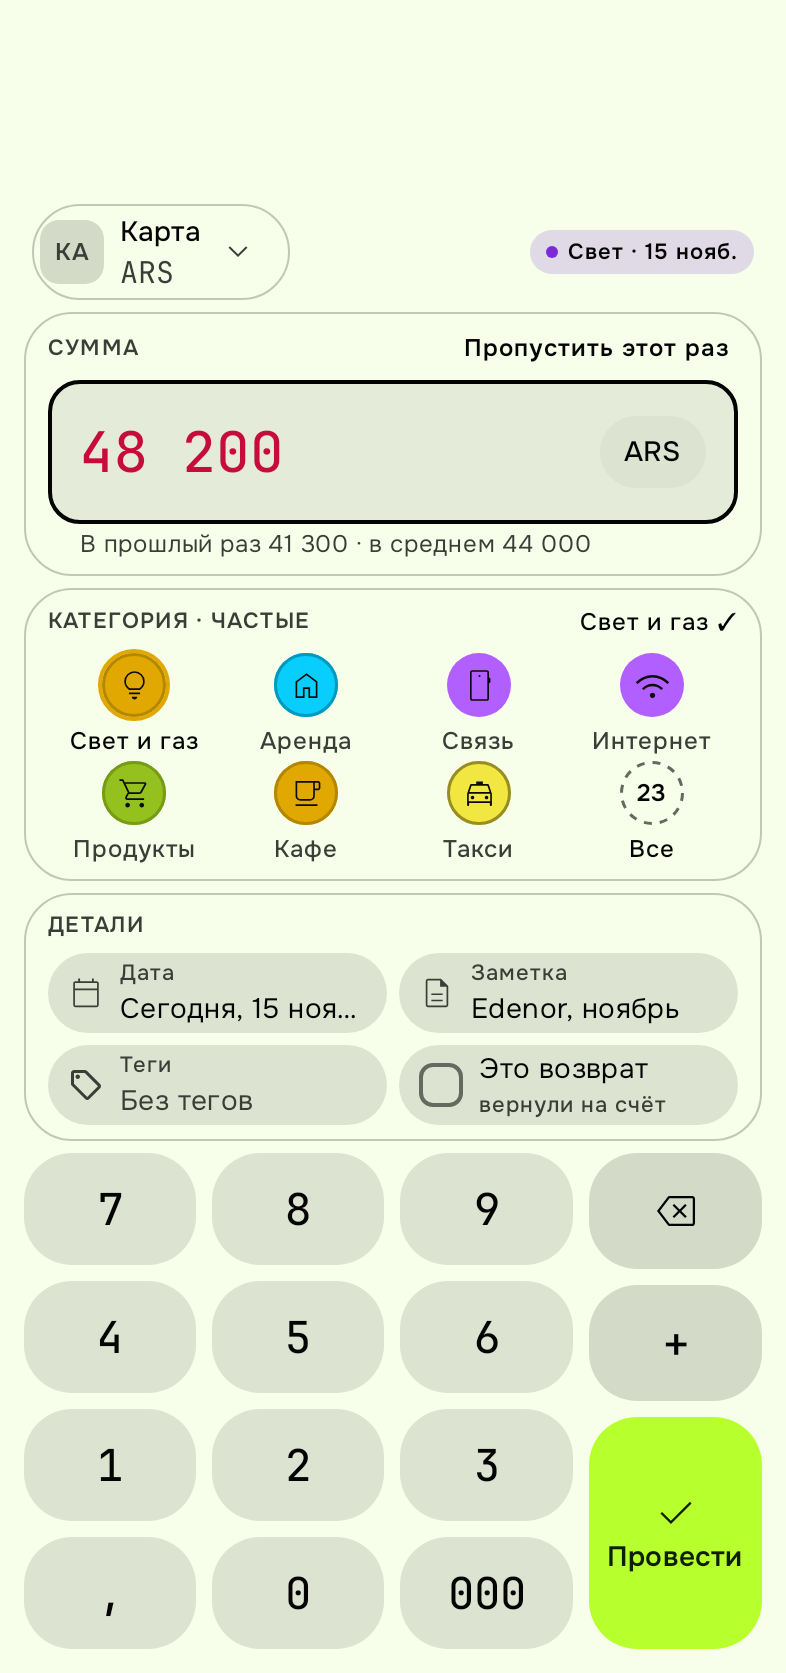 КА
Карта
ARS
Свет · 15 нояб.
СУММА
Пропустить этот раз
48 200
ARS
В прошлый раз 41 300 · в среднем 44 000
КАТЕГОРИЯ · ЧАСТЫЕ
Свет и газ ✓
Свет и газ
Аренда
Связь
Интернет
23
Продукты
Кафе
Такси
Все
ДЕТАЛИ
Дата
Сегодня, 15 ноя...
Заметка
Edenor, ноябрь
Теги
Без тегов
Это возврат
вернули на счёт
7 8 9
4 5 6 +
1 2 3
Провести
, 0 000